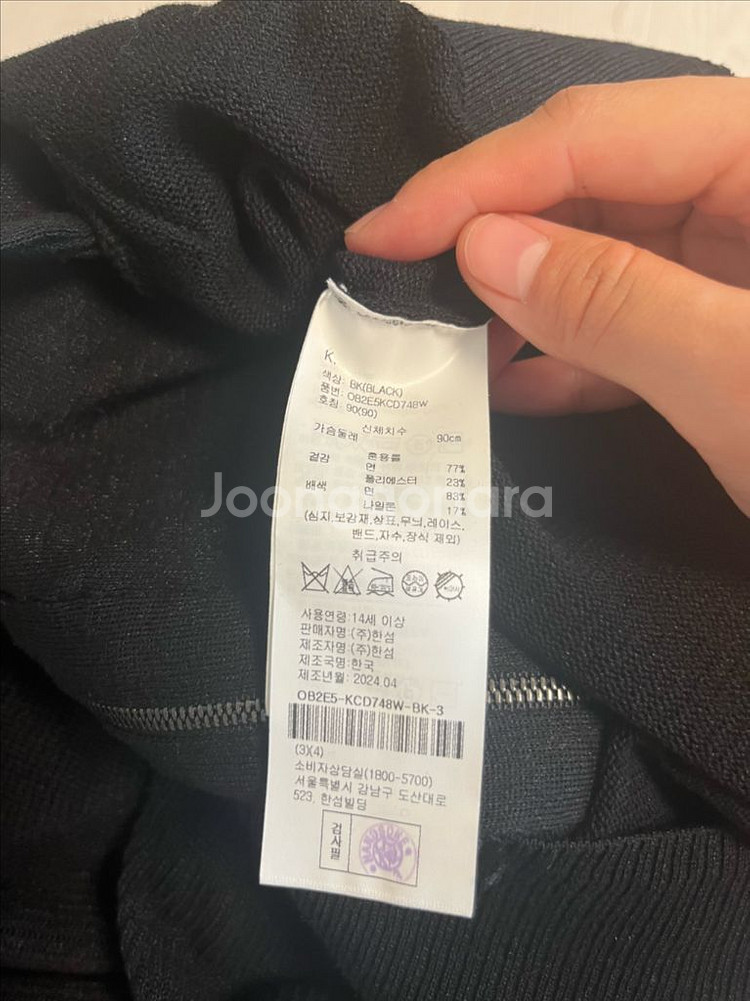 K.
색상: BK(BLACK)
품번: OB2E5KCD748W
호칭: 90(90)
신체치수
가슴둘레 90cm
겉감 혼용률
면 77%
폴리에스터 23%
배색 면 83%
나일론 17%
(심지,보강재,상표,무늬,레이스,
밴드,자수,장식 제외)
취급주의
사용연령:14세 이상
판매자명:(주)한섬
제조자명:(주)한섬
제조국명:한국
제조년월: 2024.04
OB2E5-KCD748W-BK-3
(3)(4)
소비자상담실(1800-5700)
서울특별시 강남구 도산대로
523, 한섬빌딩
검사필
Joongonara